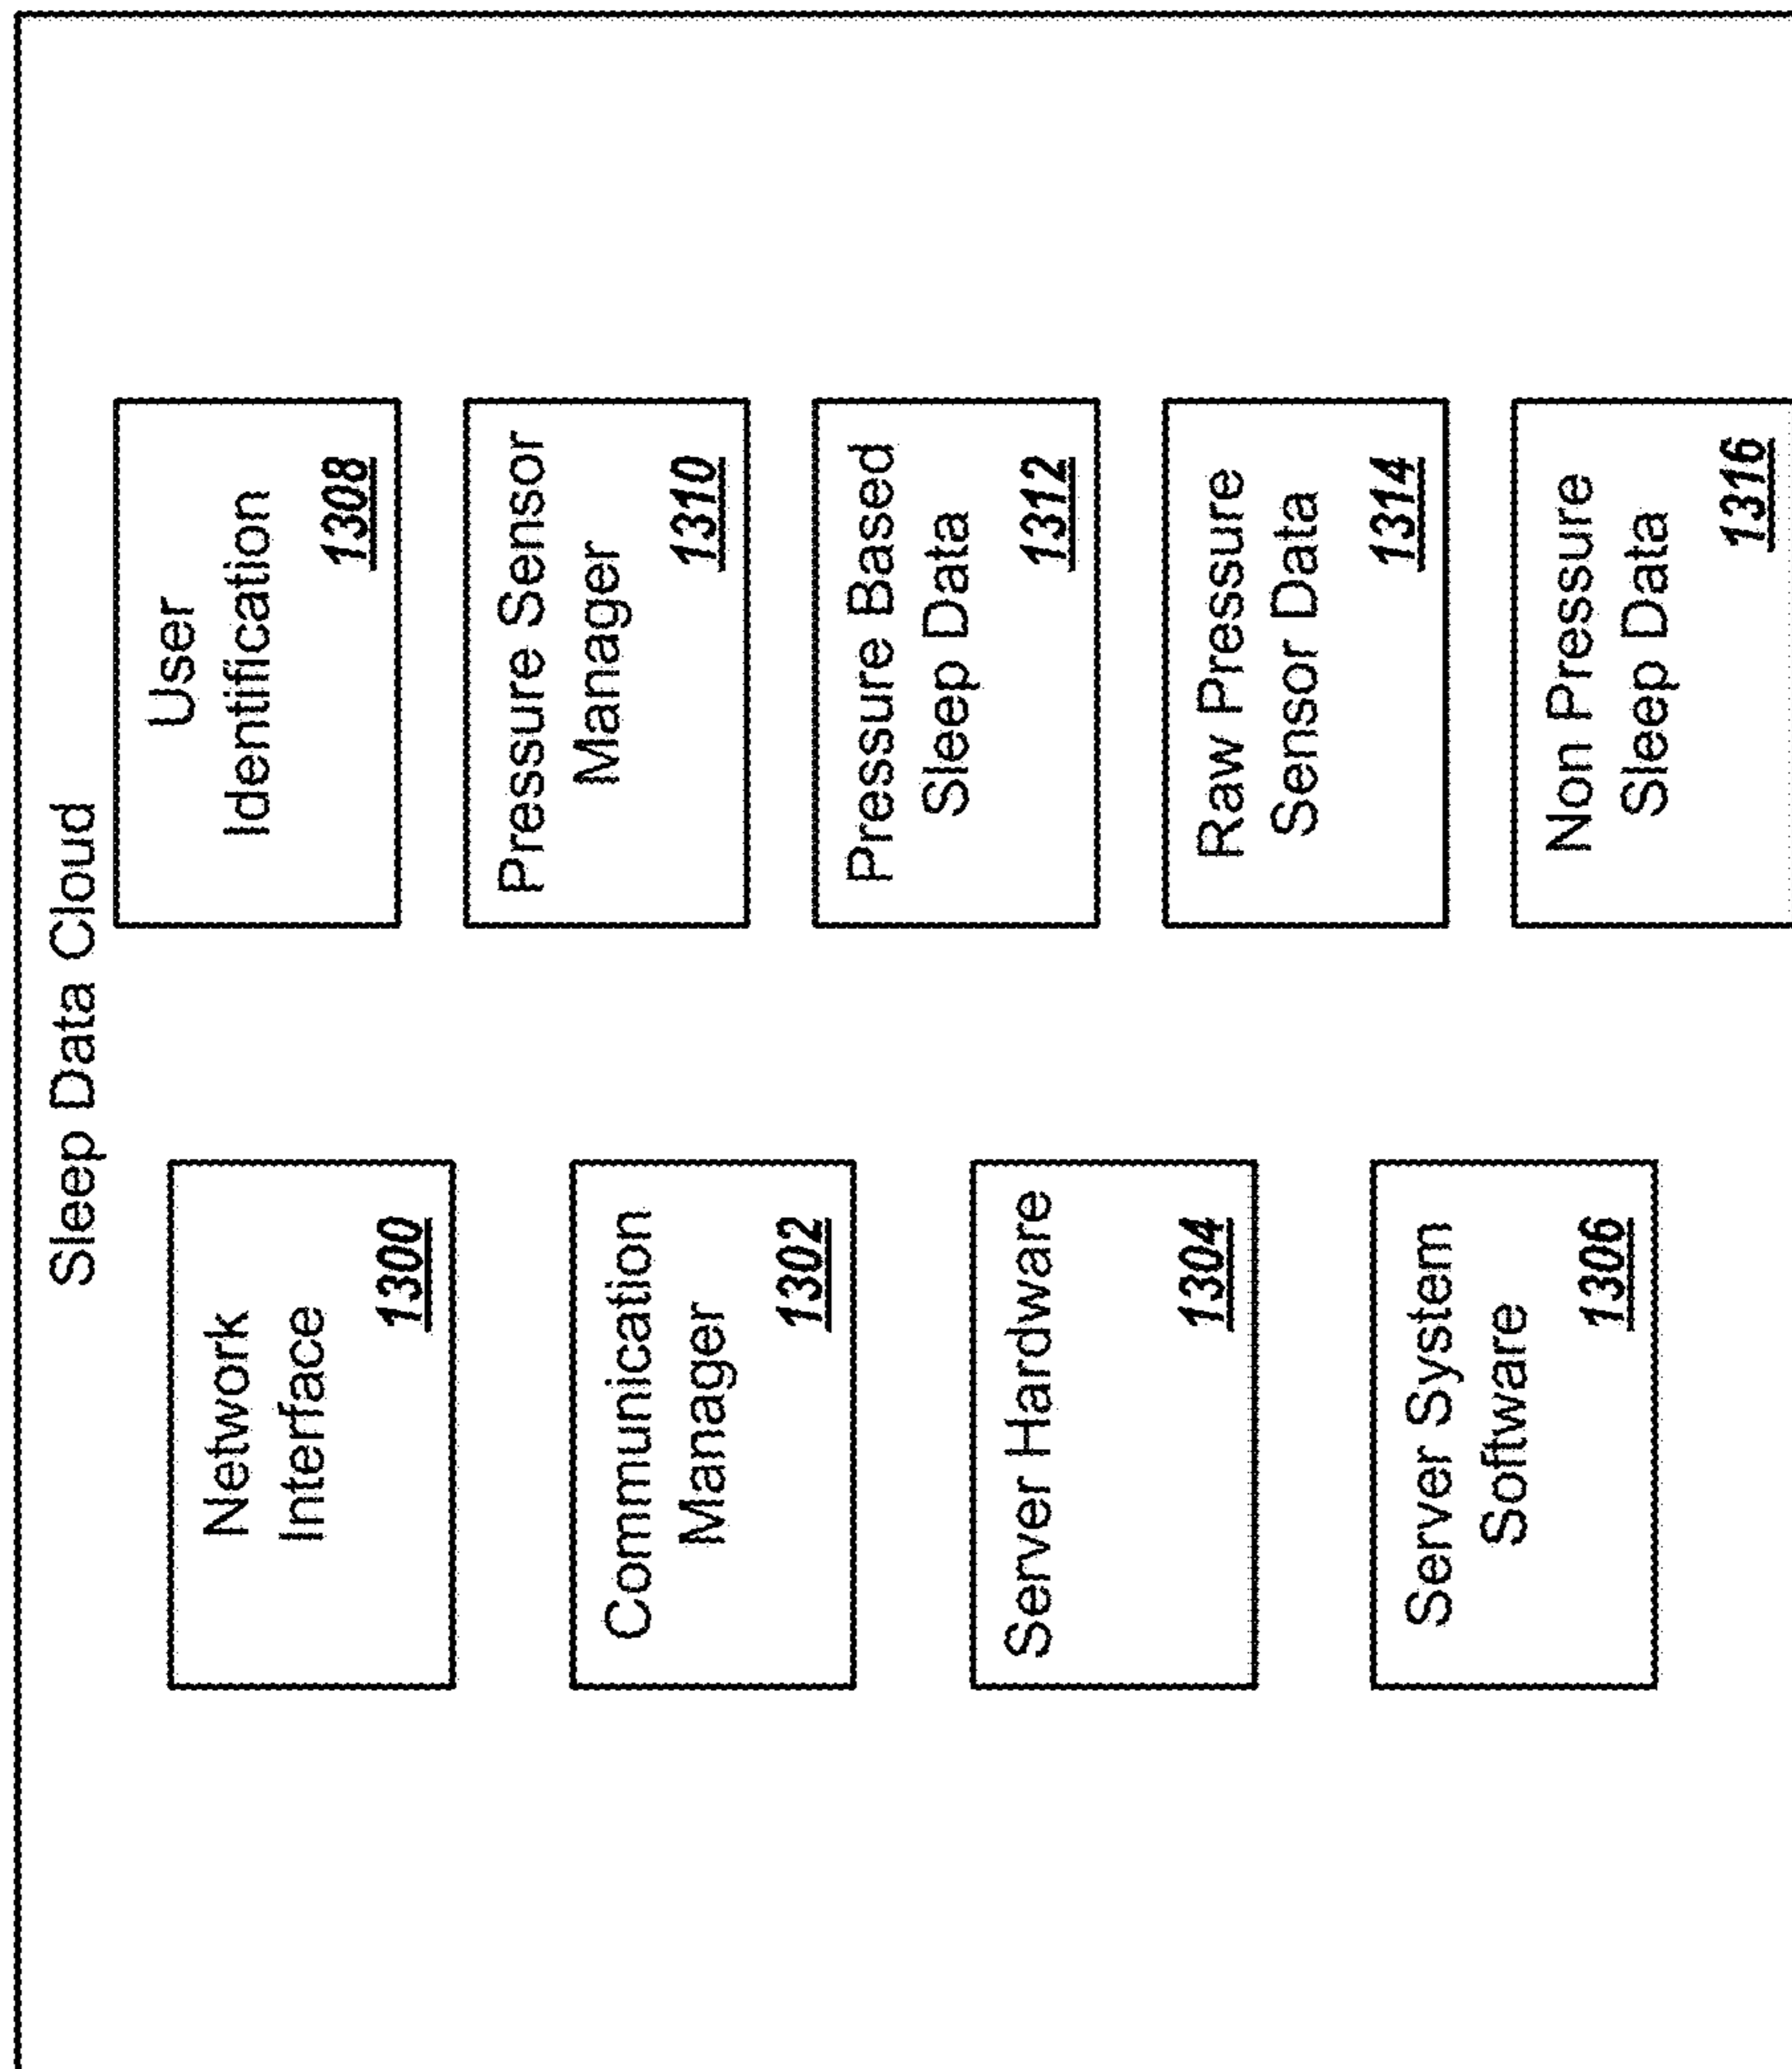 Sleep Data Cloud
Network
Interface
1300
Communication
Manager
1302
Server Hardware
1304
Server System
Software
1306
User
Identification
1308
Pressure Sensor
Manager
1310
Pressure Based
Sleep Data
1312
Raw Pressure
Sensor Data
1314
Non Pressure
Sleep Data
1316